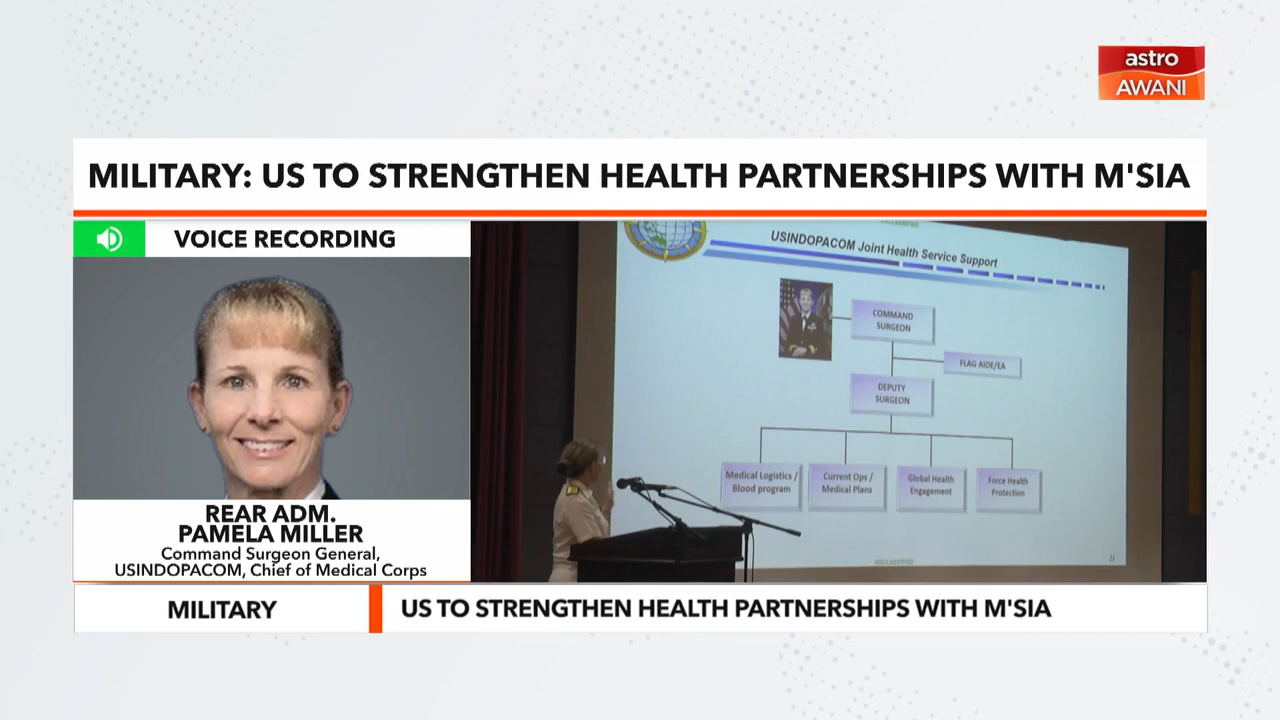 astro
AWANI
MILITARY: US TO STRENGTHEN HEALTH PARTNERSHIPS WITH M'SIA
VOICE RECORDING
REAR ADM.
PAMELA MILLER
Command Surgeon General,
USINDOPACOM, Chief of Medical Corps
USINDOPACOM Joint Health Service Support
COMMAND
SURGEON
FLAG AIDE/EA
DEPUTY
SURGEON
Medical Logistics /
Blood program
Current Ops /
Medical Plans
Global Health
Engagement
Force Health
Protection
MILITARY
US TO STRENGTHEN HEALTH PARTNERSHIPS WITH M'SIA